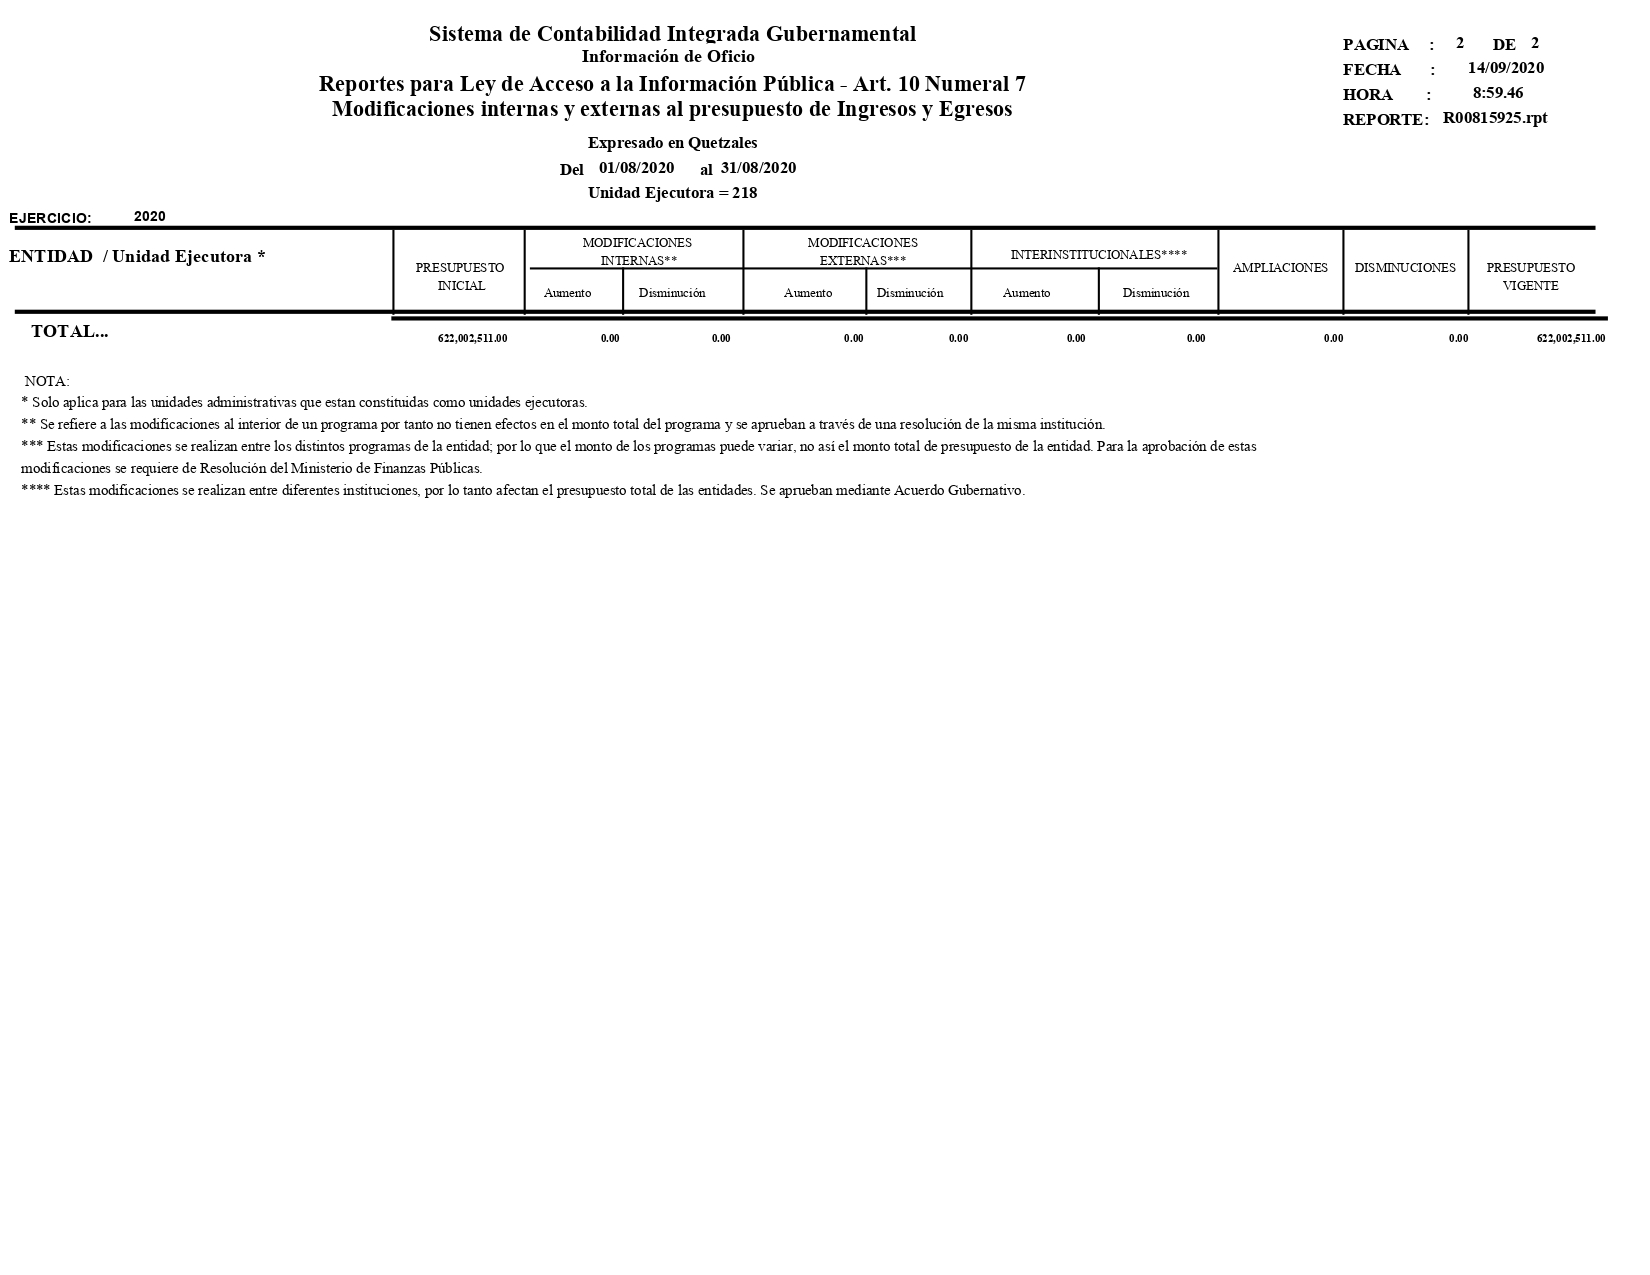 Sistema de Contabilidad Integrada Gubernamental
Información de Oficio
Reportes para Ley de Acceso a la Información Pública - Art. 10 Numeral 7
Modificaciones internas y externas al presupuesto de Ingresos y Egresos
Expresado en Quetzales
Del 01/08/2020 al 31/08/2020
Unidad Ejecutora = 218
PAGINA : 2 DE 2
FECHA : 14/09/2020
HORA : 8:59.46
REPORTE: R00815925.rpt
EJERCICIO: 2020
ENTIDAD / Unidad Ejecutora *
PRESUPUESTO
INICIAL
MODIFICACIONES
INTERNAS**
Aumento Disminución
MODIFICACIONES
EXTERNAS***
Aumento Disminución
INTERINSTITUCIONALES****
Aumento Disminución
AMPLIACIONES
DISMINUCIONES
PRESUPUESTO
VIGENTE
TOTAL... 622,002,511.00 0.00 0.00 0.00 0.00 0.00 0.00 0.00 0.00 622,002,511.00
NOTA:
* Solo aplica para las unidades administrativas que estan constituidas como unidades ejecutoras.
** Se refiere a las modificaciones al interior de un programa por tanto no tienen efectos en el monto total del programa y se aprueban a través de una resolución de la misma institución.
*** Estas modificaciones se realizan entre los distintos programas de la entidad; por lo que el monto de los programas puede variar, no así el monto total de presupuesto de la entidad. Para la aprobación de estas
modificaciones se requiere de Resolución del Ministerio de Finanzas Públicas.
**** Estas modificaciones se realizan entre diferentes instituciones, por lo tanto afectan el presupuesto total de las entidades. Se aprueban mediante Acuerdo Gubernativo.